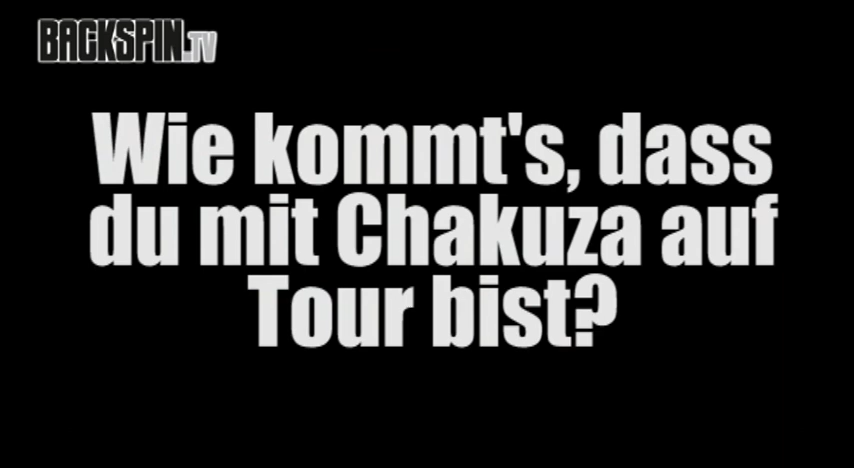 BACKSPIN.TV
Wie kommt's, dass
du mit Chakuza auf
Tour bist?